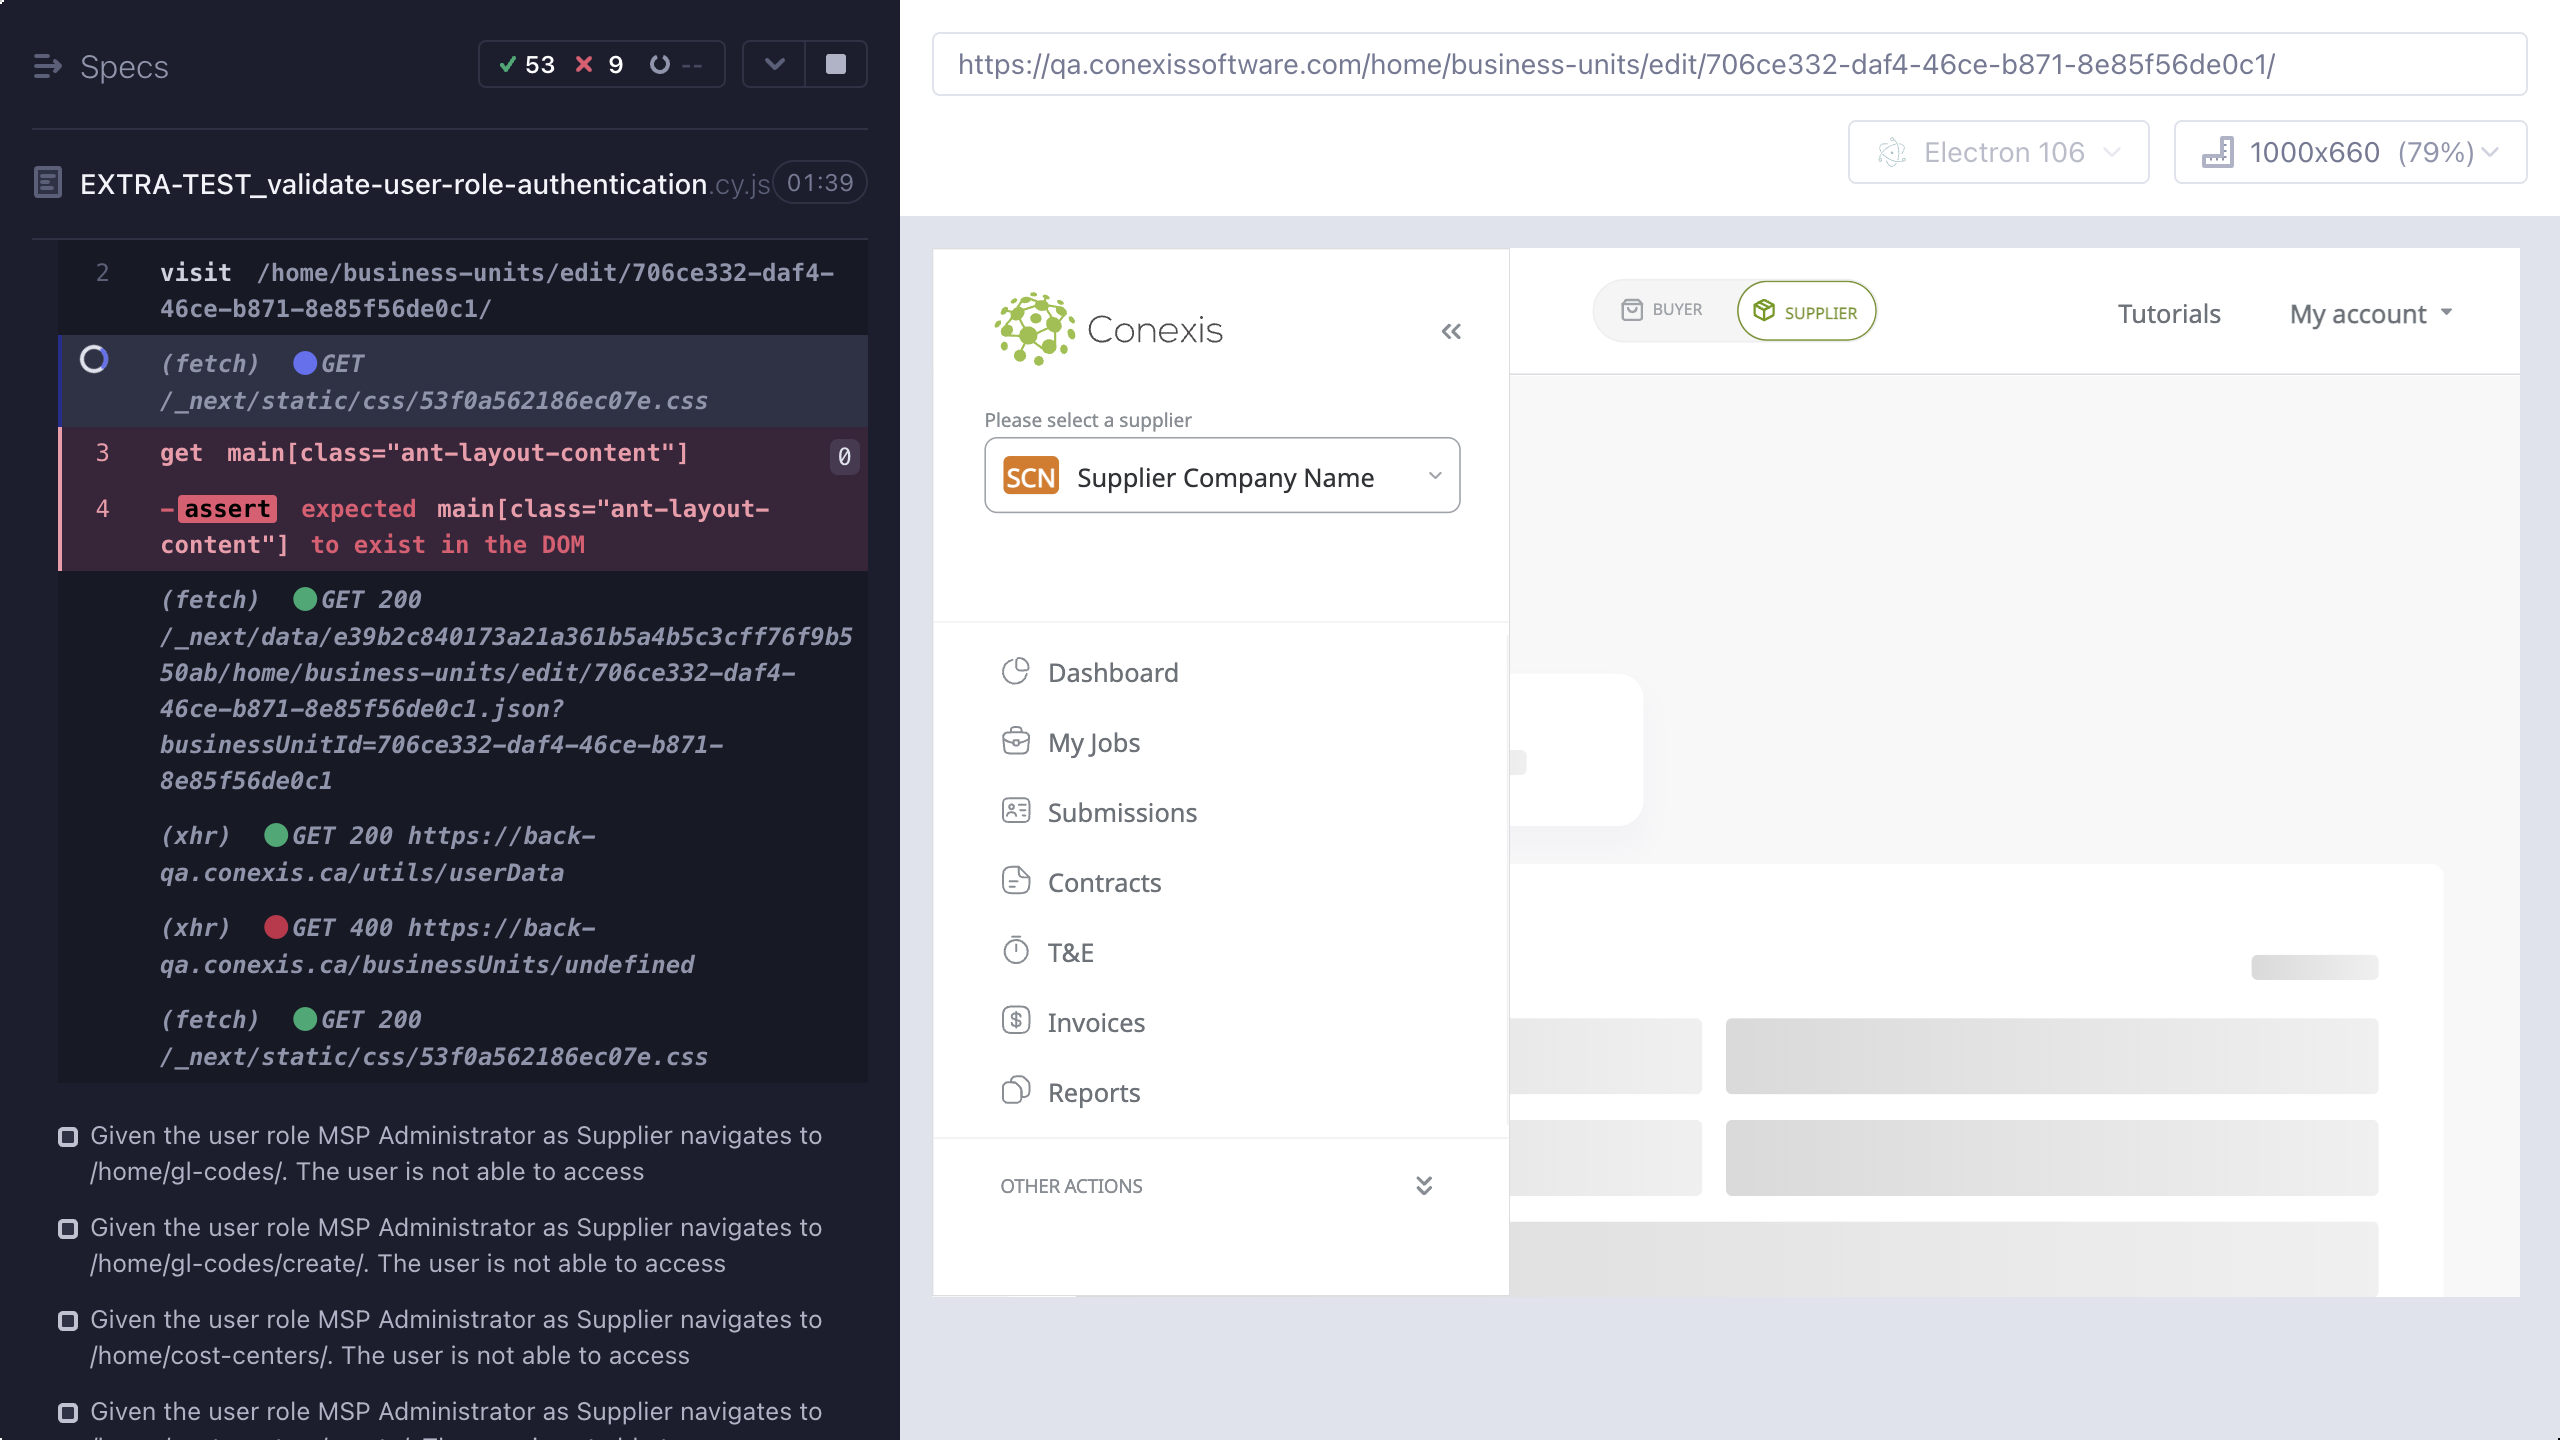 Specs
53 9 --
EXTRA-TEST_validate-user-role-authentication.cy.js 01:39
2 visit /home/business-units/edit/706ce332-daf4-
46ce-b871-8e85f56de0c1/
(fetch) GET
/_next/static/css/53f0a562186ec07e.css
3 get main[class="ant-layout-content"] 0
4 -assert expected main[class="ant-layout-
content"] to exist in the DOM
(fetch) GET 200
/_next/data/e39b2c840173a21a361b5a4b5c3cff76f9b5
50ab/home/business-units/edit/706ce332-daf4-
46ce-b871-8e85f56de0c1.json?
businessUnitId=706ce332-daf4-46ce-b871-
8e85f56de0c1
(xhr) GET 200 https://back-
qa.conexis.ca/utils/userData
(xhr) GET 400 https://back-
qa.conexis.ca/businessUnits/undefined
(fetch) GET 200
/_next/static/css/53f0a562186ec07e.css
Given the user role MSP Administrator as Supplier navigates to
/home/gl-codes/. The user is not able to access
Given the user role MSP Administrator as Supplier navigates to
/home/gl-codes/create/. The user is not able to access
Given the user role MSP Administrator as Supplier navigates to
/home/cost-centers/. The user is not able to access
Given the user role MSP Administrator as Supplier navigates to
https://qa.conexissoftware.com/home/business-units/edit/706ce332-daf4-46ce-b871-8e85f56de0c1/
Electron 106
1000x660 (79%)
Conexis
BUYER
SUPPLIER
Tutorials
My account
Please select a supplier
SCN Supplier Company Name
Dashboard
My Jobs
Submissions
Contracts
T&E
Invoices
Reports
OTHER ACTIONS